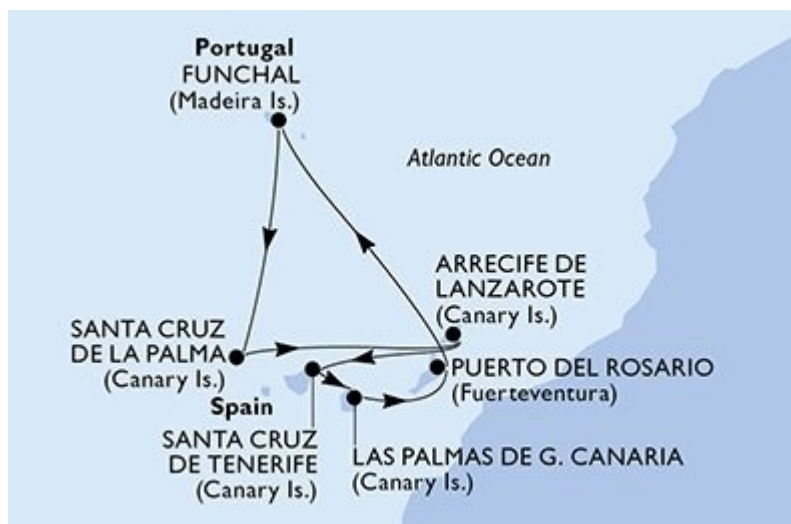 Portugal
FUNCHAL
(Madeira Is.)
Atlantic Ocean
ARRECIFE DE
LANZAROTE
(Canary Is.)
SANTA CRUZ
DE LA PALMA
(Canary Is.)
PUERTO DEL ROSARIO
(Fuerteventura)
Spain
SANTA CRUZ
DE TENERIFE
(Canary Is.)
LAS PALMAS DE G. CANARIA
(Canary Is.)